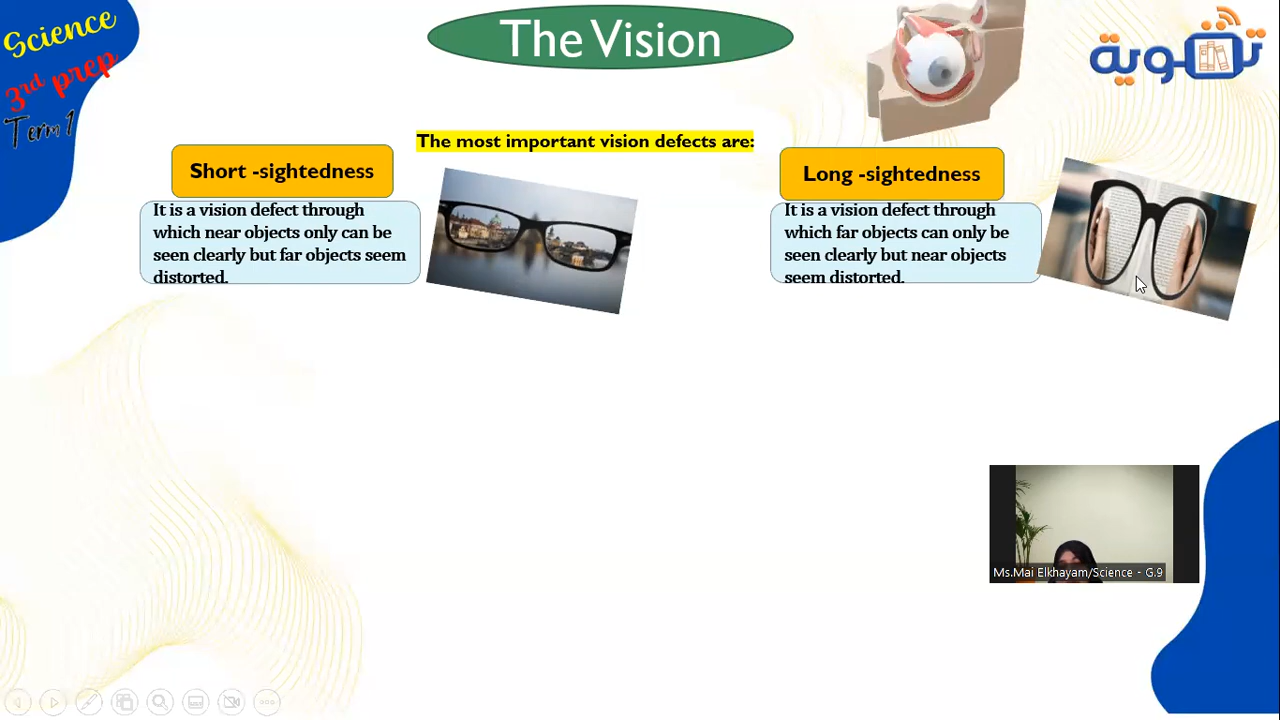 Science
3rd prep
Term 1
The Vision
تقوية
The most important vision defects are:
Short -sightedness
It is a vision defect through
which near objects only can be
seen clearly but far objects seem
distorted.
Long -sightedness
It is a vision defect through
which far objects can only be
seen clearly but near objects
seem distorted.
Ms.Mai Elkhayam/Science - G.9